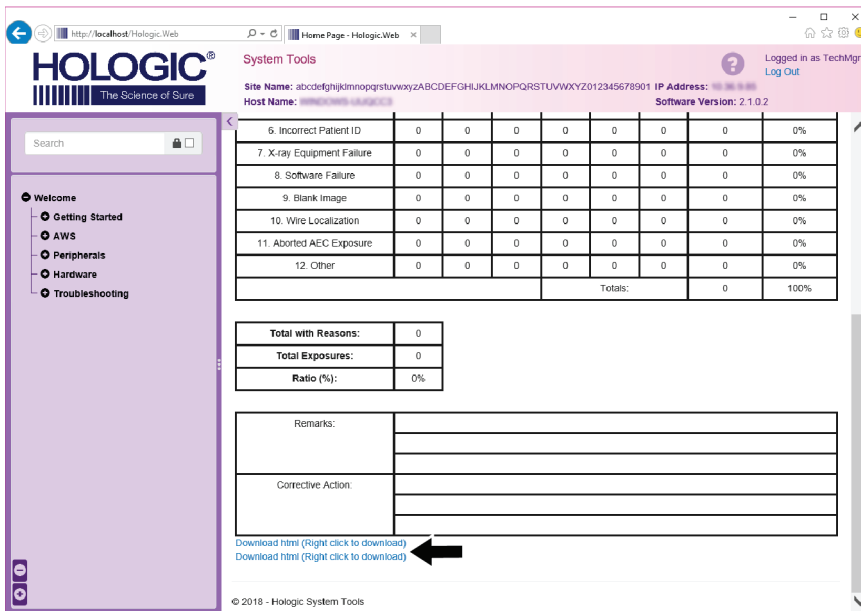 http://localhost/Hologic.Web
Home Page - Hologic.Web
HOLOGIC®
The Science of Sure
System Tools
Logged in as TechMgr
Log Out
Site Name: abcdefghijklmnopqrstuvwxyzABCDEFGHIJKLMNOPQRSTUVWXYZ012345678901 IP Address:
Host Name:
Software Version: 2.1.0.2
Search
Welcome
Getting Started
AWS
Peripherals
Hardware
Troubleshooting
6. Incorrect Patient ID 0 0 0 0 0 0 0%
7. X-ray Equipment Failure 0 0 0 0 0 0 0%
8. Software Failure 0 0 0 0 0 0 0%
9. Blank Image 0 0 0 0 0 0 0%
10. Wire Localization 0 0 0 0 0 0 0%
11. Aborted AEC Exposure 0 0 0 0 0 0 0%
12. Other 0 0 0 0 0 0 0%
Totals: 0 100%
Total with Reasons: 0
Total Exposures: 0
Ratio (%): 0%
Remarks:
Corrective Action:
Download html (Right click to download)
Download html (Right click to download)
© 2018 - Hologic System Tools